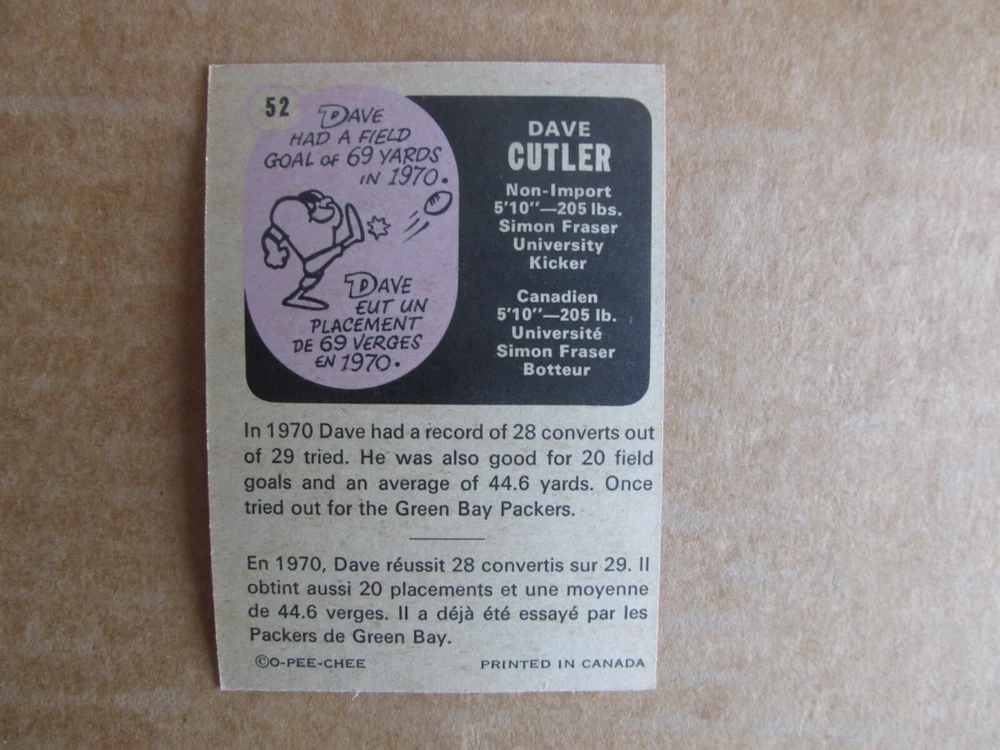 52
DAVE
HAD A FIELD
GOAL OF 69 YARDS
IN 1970.
DAVE
EUT UN
PLACEMENT
DE 69 VERGES
EN 1970.
DAVE
CUTLER
Non-Import
5'10"—205 lbs.
Simon Fraser
University
Kicker
Canadien
5'10"—205 lb.
Université
Simon Fraser
Botteur
In 1970 Dave had a record of 28 converts out
of 29 tried. He was also good for 20 field
goals and an average of 44.6 yards. Once
tried out for the Green Bay Packers.
En 1970, Dave réussit 28 convertis sur 29. Il
obtint aussi 20 placements et une moyenne
de 44.6 verges. Il a déjà été essayé par les
Packers de Green Bay.
©O-PEE-CHEE PRINTED IN CANADA